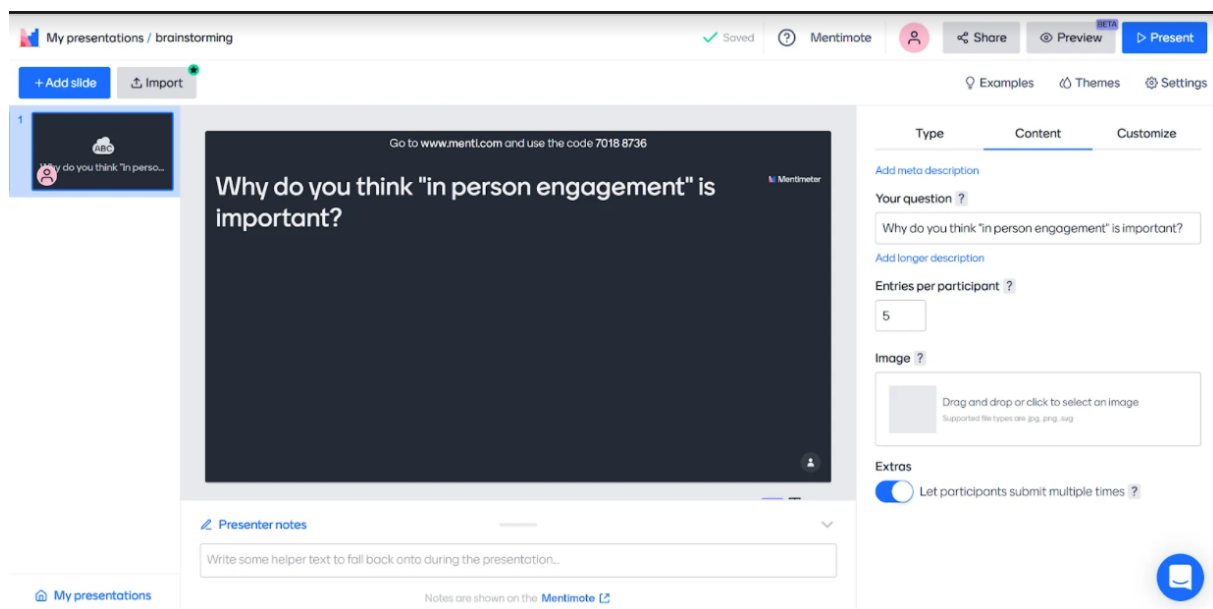 My presentations / brainstorming
Saved
? Mentimote
Share
Preview
BETA
Present
+ Add slide
Import
Examples
Themes
Settings
1
ABC
Why do you think "in perso...
Go to www.menti.com and use the code 7018 8736
Why do you think "in person engagement" is
important?
Mentimeter
Type
Content
Customize
Add meta description
Your question ?
Why do you think "in person engagement" is important?
Add longer description
Entries per participant ?
5
Image ?
Drag and drop or click to select an image
Supported file types are jpg, png, svg
Extras
Let participants submit multiple times ?
Presenter notes
Write some helper text to fall back onto during the presentation...
Notes are shown on the Mentimote
My presentations